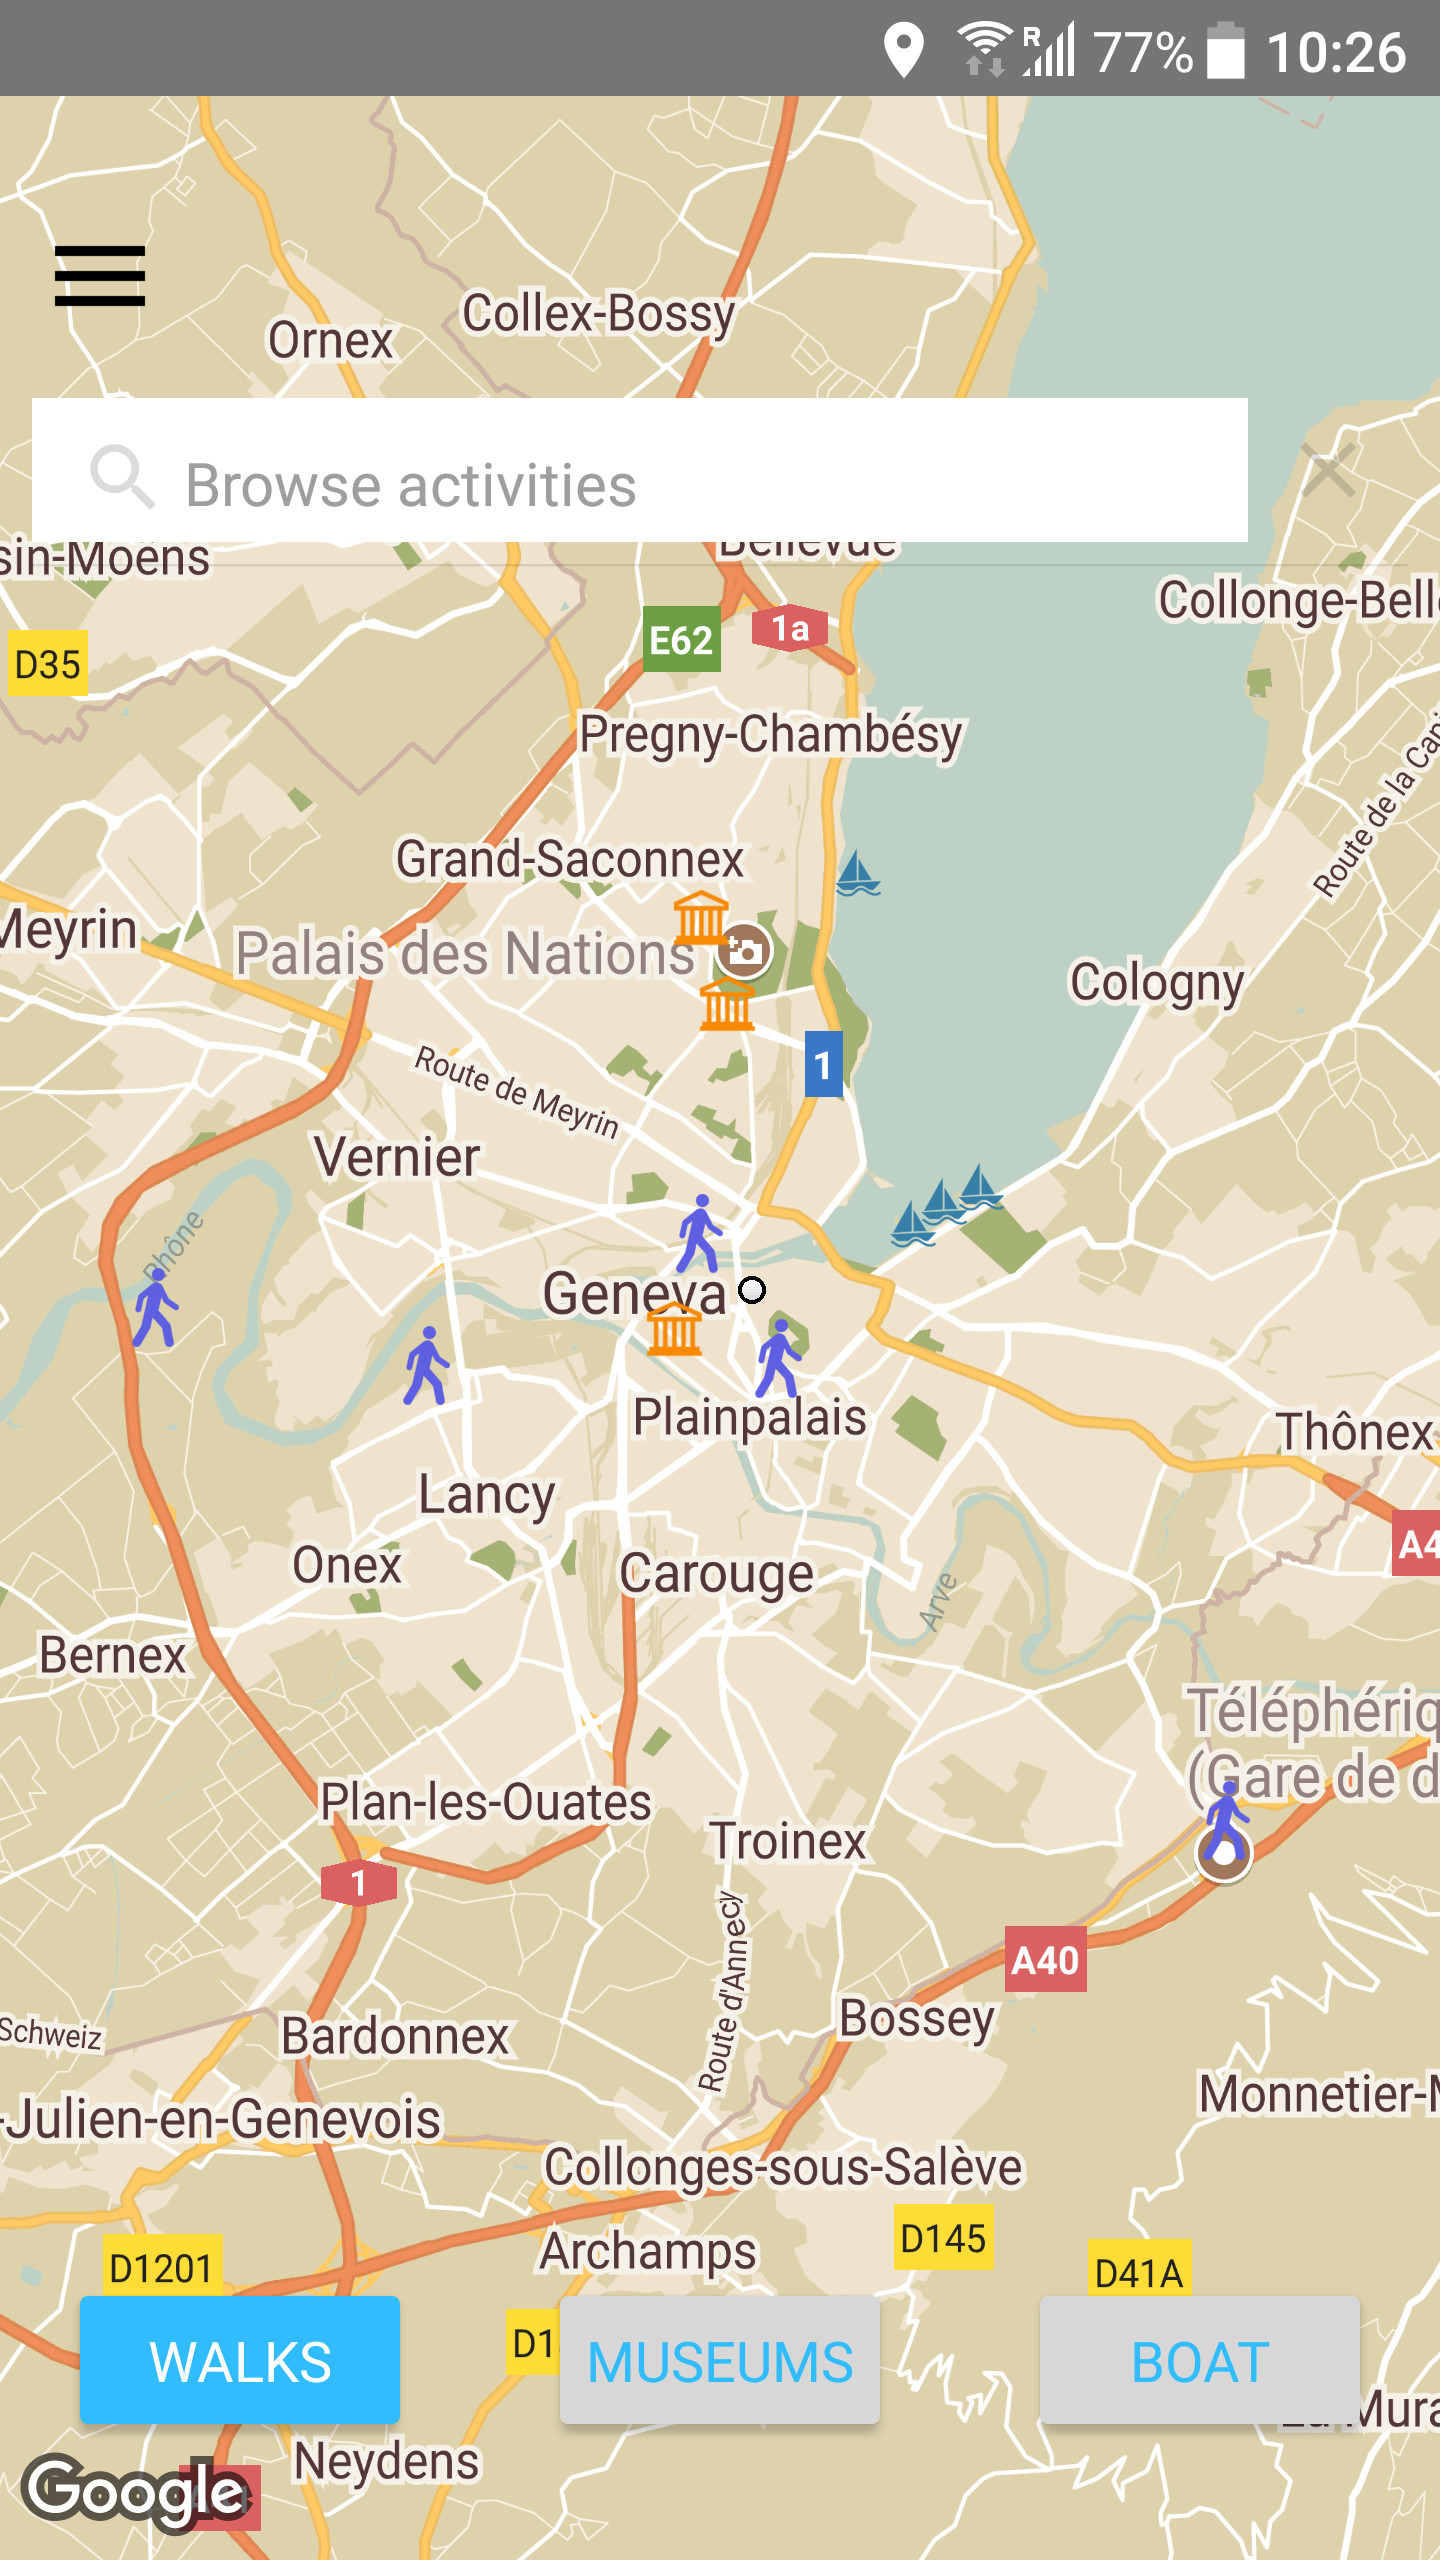 R 77% 10:26
Collex-Bossy
Ornex
Browse activities
sin-Moëns
Bellevue
Collonge-Belle
E62
1a
D35
Pregny-Chambésy
Route de la Capi
Grand-Saconnex
Meyrin
Palais des Nations
Cologny
1
Route de Meyrin
Vernier
Rhône
Geneva
Plainpalais
Thônex
Lancy
A4
Onex
Carouge
Arve
Bernex
Téléphériq
(Gare de d
Plan-les-Ouates
Troinex
1
Route d'Annecy
A40
Bossey
Schweiz
Bardonnex
Monnetier-M
-Julien-en-Genevois
Collonges-sous-Salève
D145
Archamps
D1201
D41A
D1
WALKS
MUSEUMS
BOAT
Mura
Neydens
Google